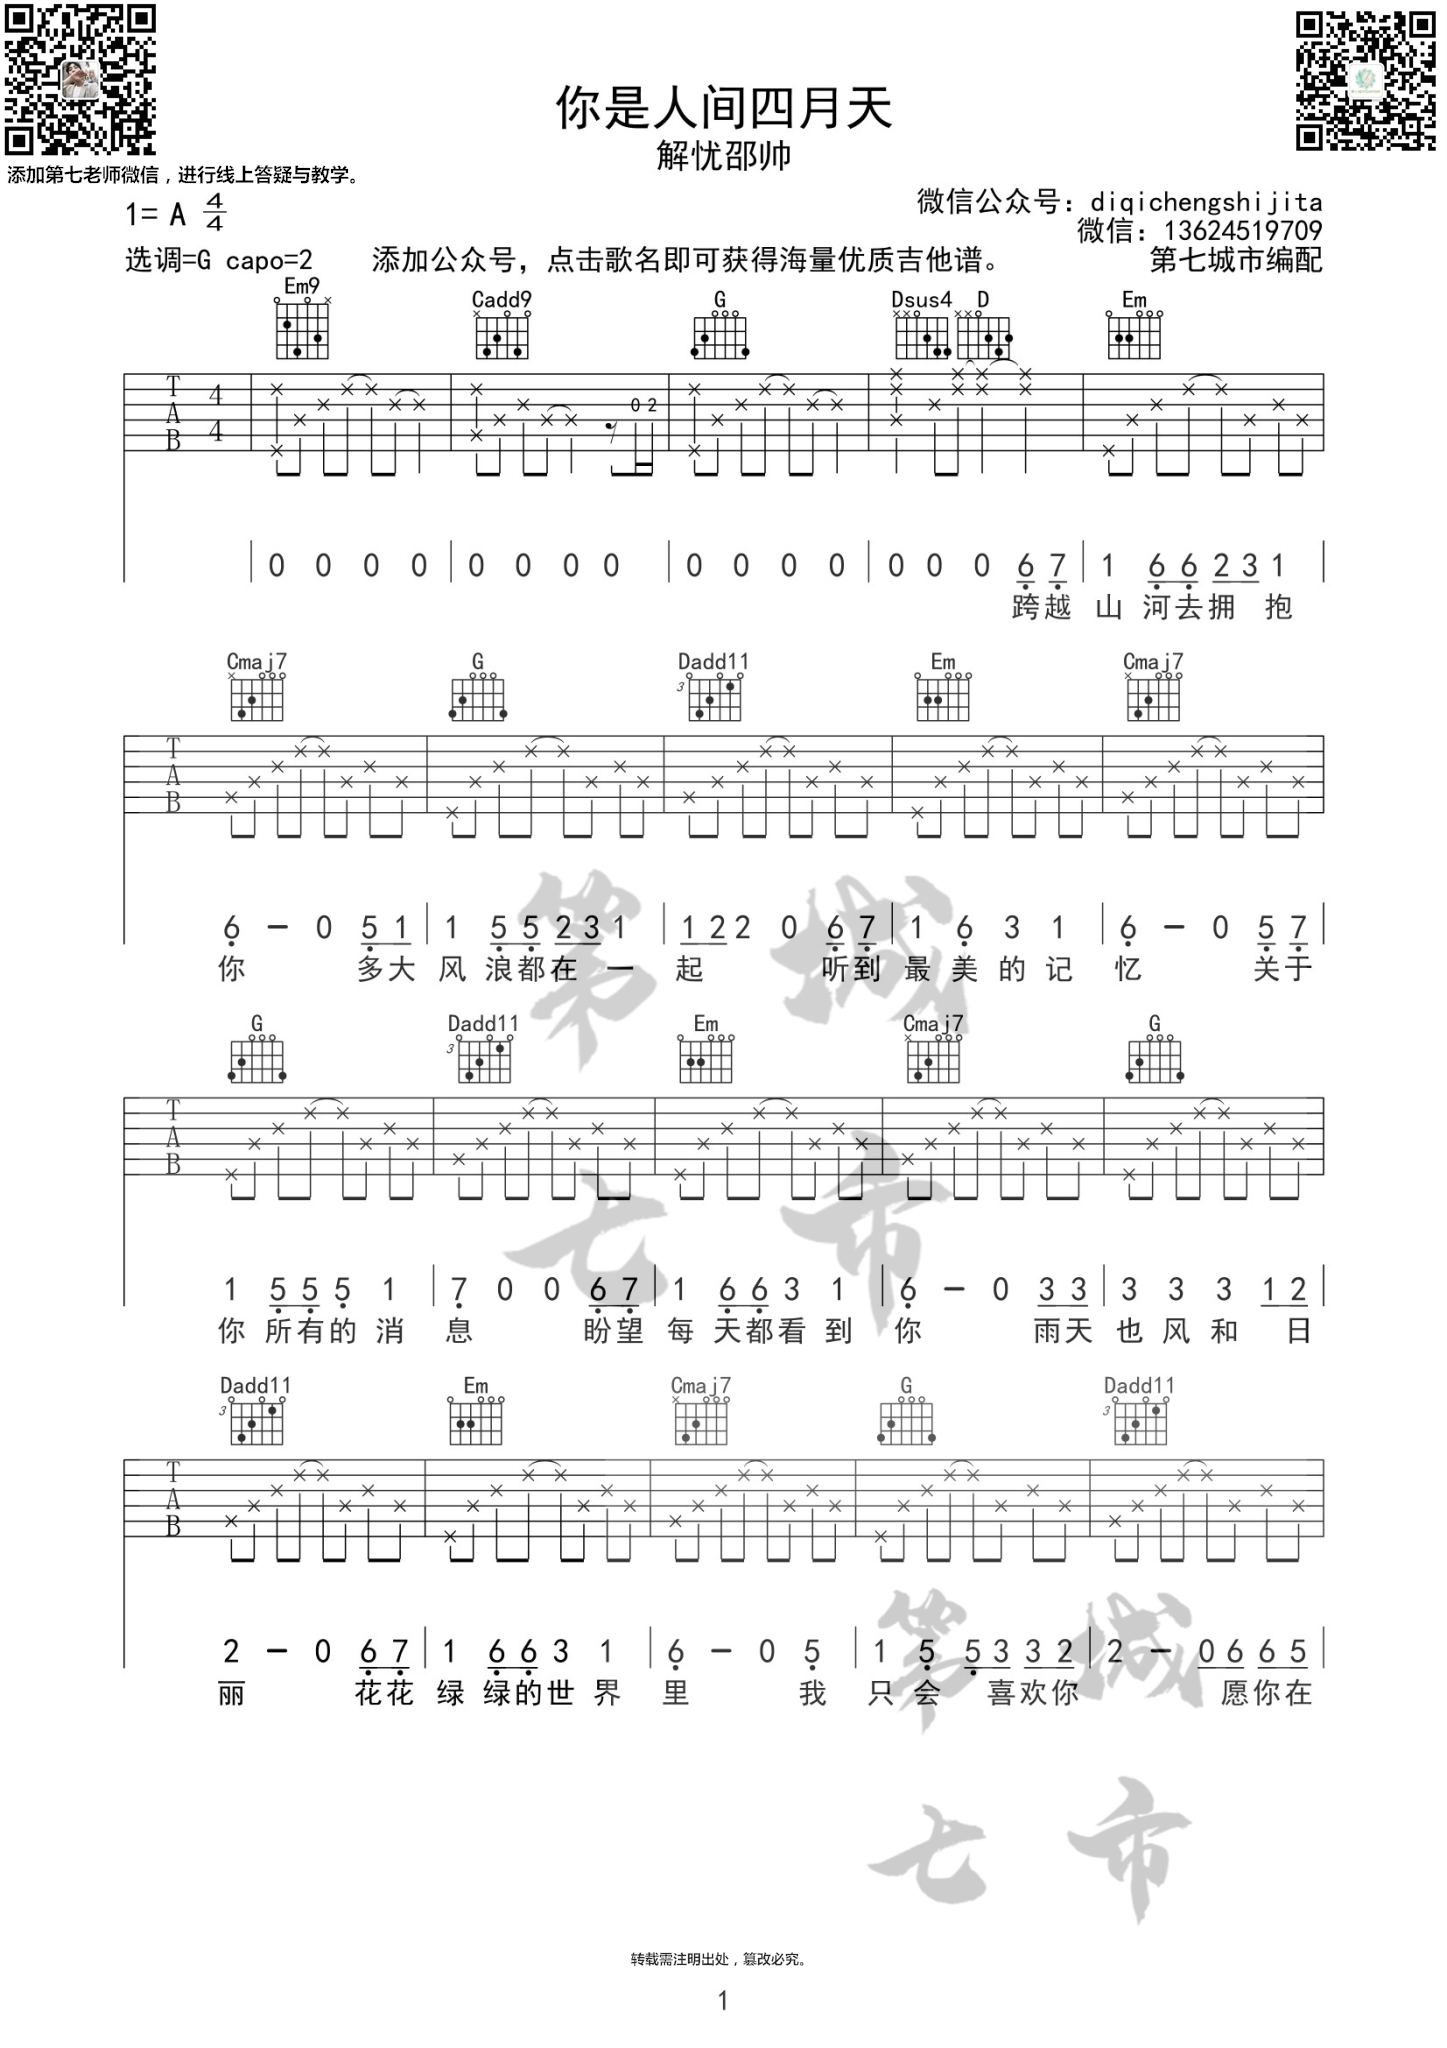 你是人间四月天
解忧邵帅
添加第七老师微信，进行线上答疑与教学。
1= A 4/4
微信公众号：diqichengshijita
微信：13624519709
选调=G capo=2 添加公众号，点击歌名即可获得海量优质吉他谱。 第七城市编配
Em9 Cadd9 G Dsus4 D Em
T 4
A 4
B
0 2
0 0 0 0 0 0 0 0 0 0 0 0 0 0 0 6 7 1 6 6 2 3 1
跨越 山 河去拥 抱
Cmaj7 G Dadd11 Em Cmaj7
3
T
A
B
6 - 0 5 1 1 5 5 2 3 1 1 2 2 0 6 7 1 6 3 1 6 - 0 5 7
你 多大 风 浪都在 一 起 听到 最 美 的 记 忆 关于
G Dadd11 Em Cmaj7 G
3
T
A
B
1 5 5 5 1 7 0 0 6 7 1 6 6 3 1 6 - 0 3 3 3 3 3 1 2
你 所有的 消 息 盼望 每 天都看 到 你 雨天 也 风 和 日
Dadd11 Em Cmaj7 G Dadd11
3 3
T
A
B
2 - 0 6 7 1 6 6 3 1 6 - 0 5 1 5 5 3 3 2 2 - 0 6 6 5
丽 花花 绿 绿的世 界 里 我 只 会 喜欢你 愿你在
第 城
七 市
第 城
七 市
转载需注明出处，篡改必究。
1